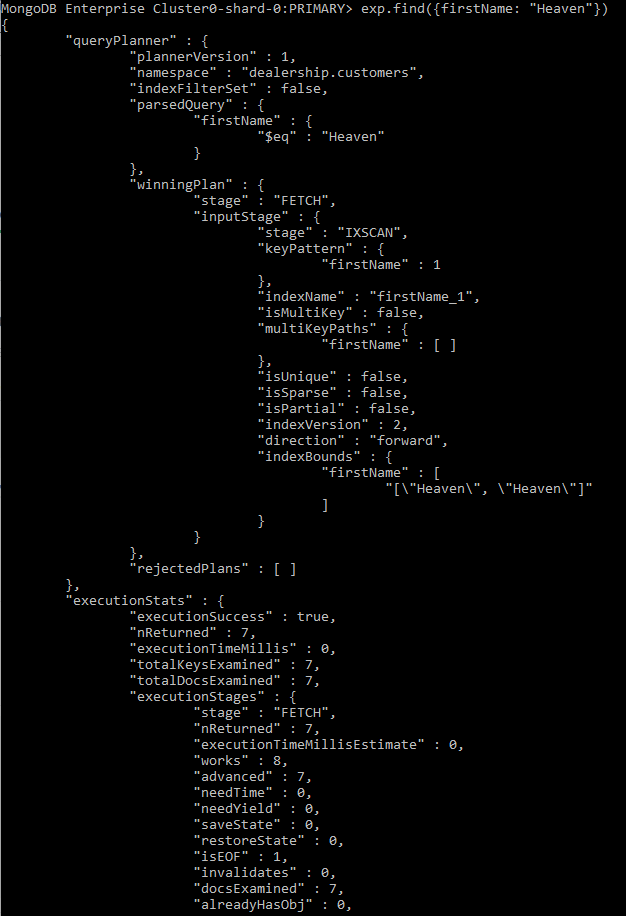 MongoDB Enterprise Cluster0-shard-0:PRIMARY> exp.find({firstName: "Heaven"})
{
        "queryPlanner" : {
                "plannerVersion" : 1,
                "namespace" : "dealership.customers",
                "indexFilterSet" : false,
                "parsedQuery" : {
                        "firstName" : {
                                "$eq" : "Heaven"
                        }
                },
                "winningPlan" : {
                        "stage" : "FETCH",
                        "inputStage" : {
                                "stage" : "IXSCAN",
                                "keyPattern" : {
                                        "firstName" : 1
                                },
                                "indexName" : "firstName_1",
                                "isMultiKey" : false,
                                "multiKeyPaths" : {
                                        "firstName" : [ ]
                                },
                                "isUnique" : false,
                                "isSparse" : false,
                                "isPartial" : false,
                                "indexVersion" : 2,
                                "direction" : "forward",
                                "indexBounds" : {
                                        "firstName" : [
                                                "[\"Heaven\", \"Heaven\"]"
                                        ]
                                }
                        }
                },
                "rejectedPlans" : [ ]
        },
        "executionStats" : {
                "executionSuccess" : true,
                "nReturned" : 7,
                "executionTimeMillis" : 0,
                "totalKeysExamined" : 7,
                "totalDocsExamined" : 7,
                "executionStages" : {
                        "stage" : "FETCH",
                        "nReturned" : 7,
                        "executionTimeMillisEstimate" : 0,
                        "works" : 8,
                        "advanced" : 7,
                        "needTime" : 0,
                        "needYield" : 0,
                        "saveState" : 0,
                        "restoreState" : 0,
                        "isEOF" : 1,
                        "invalidates" : 0,
                        "docsExamined" : 7,
                        "alreadyHasObj" : 0,